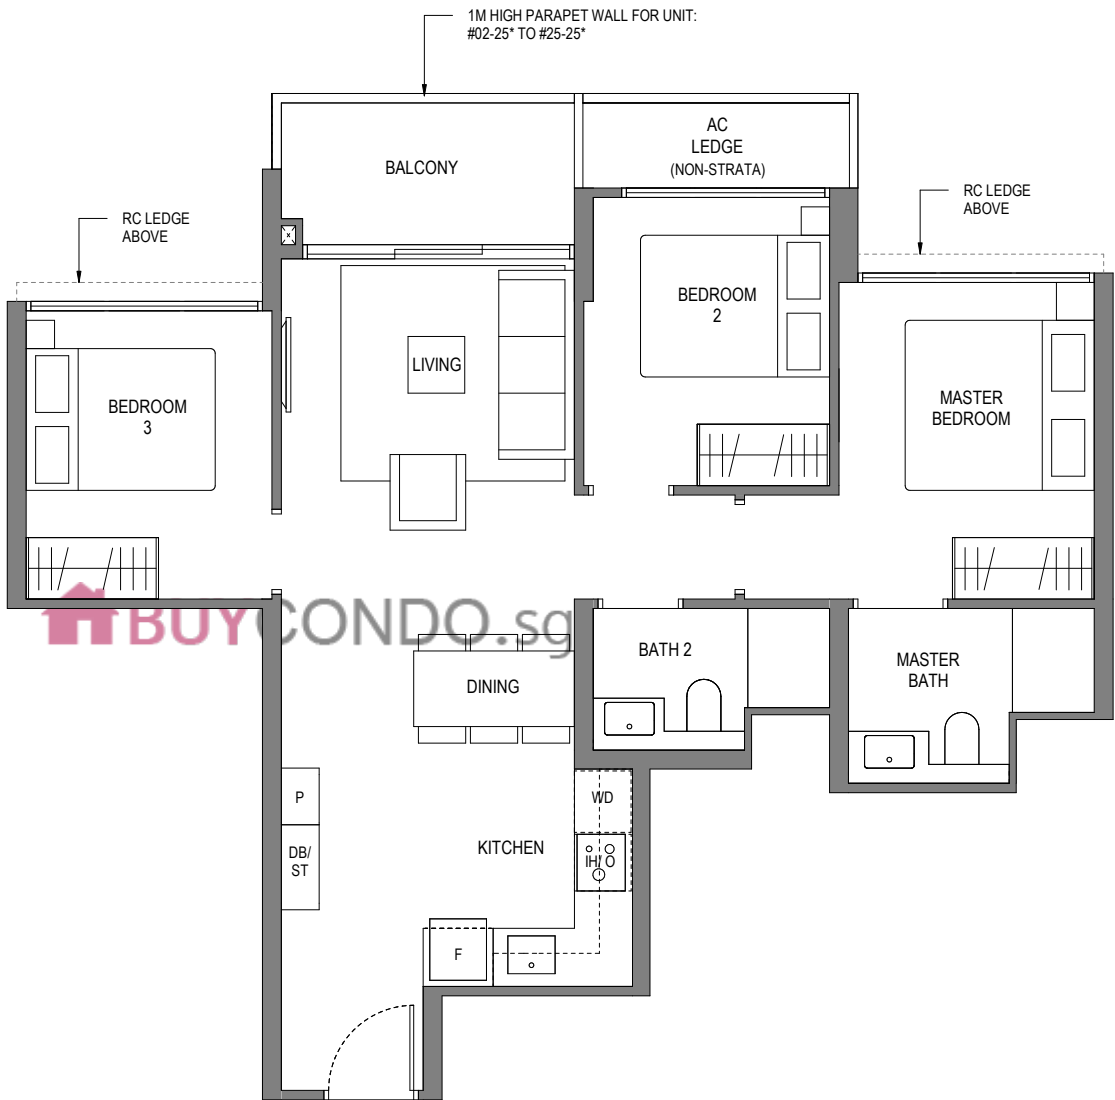 1M HIGH PARAPET WALL FOR UNIT:
#02-25* TO #25-25*
AC
LEDGE
(NON-STRATA)
BALCONY
RC LEDGE
ABOVE
RC LEDGE
ABOVE
BEDROOM
2
LIVING
BEDROOM
3
MASTER
BEDROOM
BUYCONDO.sg
BATH 2
MASTER
BATH
DINING
P
WD
KITCHEN
DB/
ST
IH/O
F